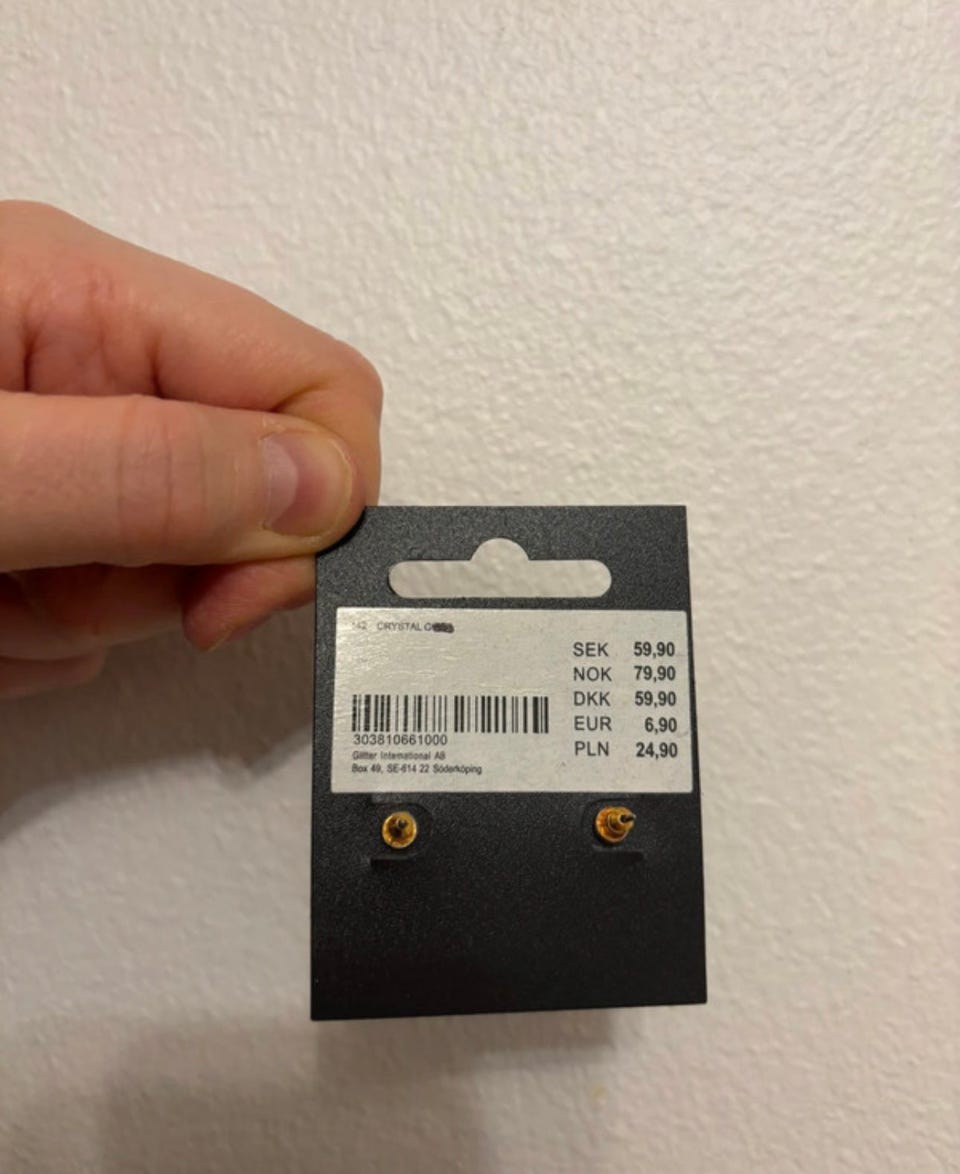 CRYSTAL
SEK 59,90
NOK 79,90
DKK 59,90
EUR 6,90
PLN 24,90
303810661000
Glitter International AB
Box 49, SE-614 22 Söderköping